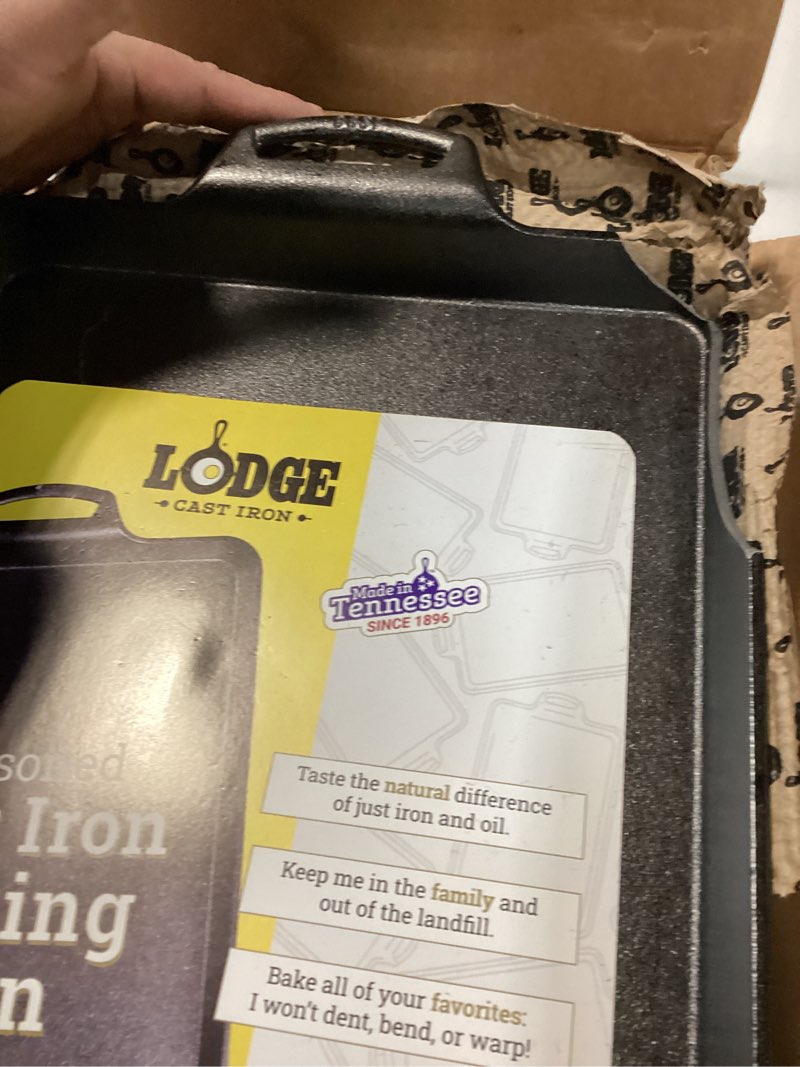 LODGE
LODGE
CAST IRON
Made in
Tennessee
SINCE 1896
Taste the natural difference
of just iron and oil.
Keep me in the family and
out of the landfill.
Bake all of your favorites:
I won't dent, bend, or warp!
Iron
ing
n